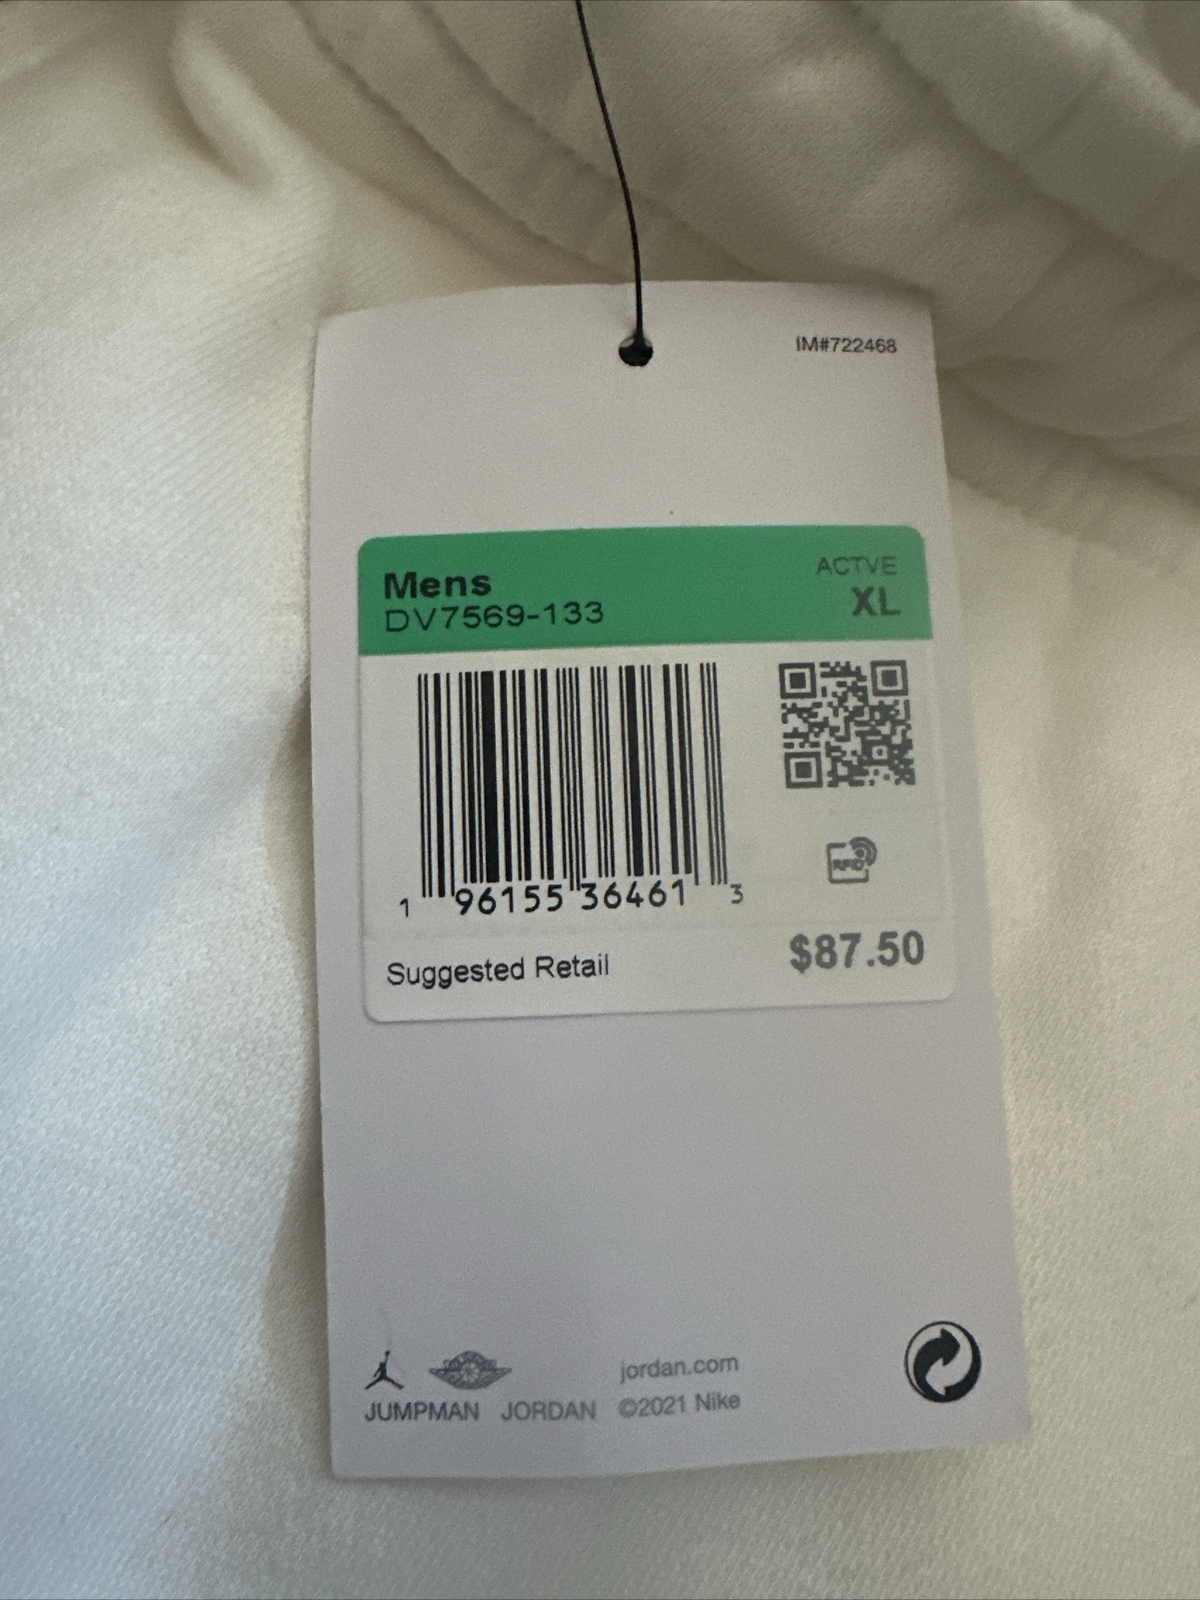 IM#722468
Mens
ACTVE
DV7569-133
XL
RFID
1 96155 36461 3
Suggested Retail
$87.50
jordan.com
JUMPMAN JORDAN ©2021 Nike